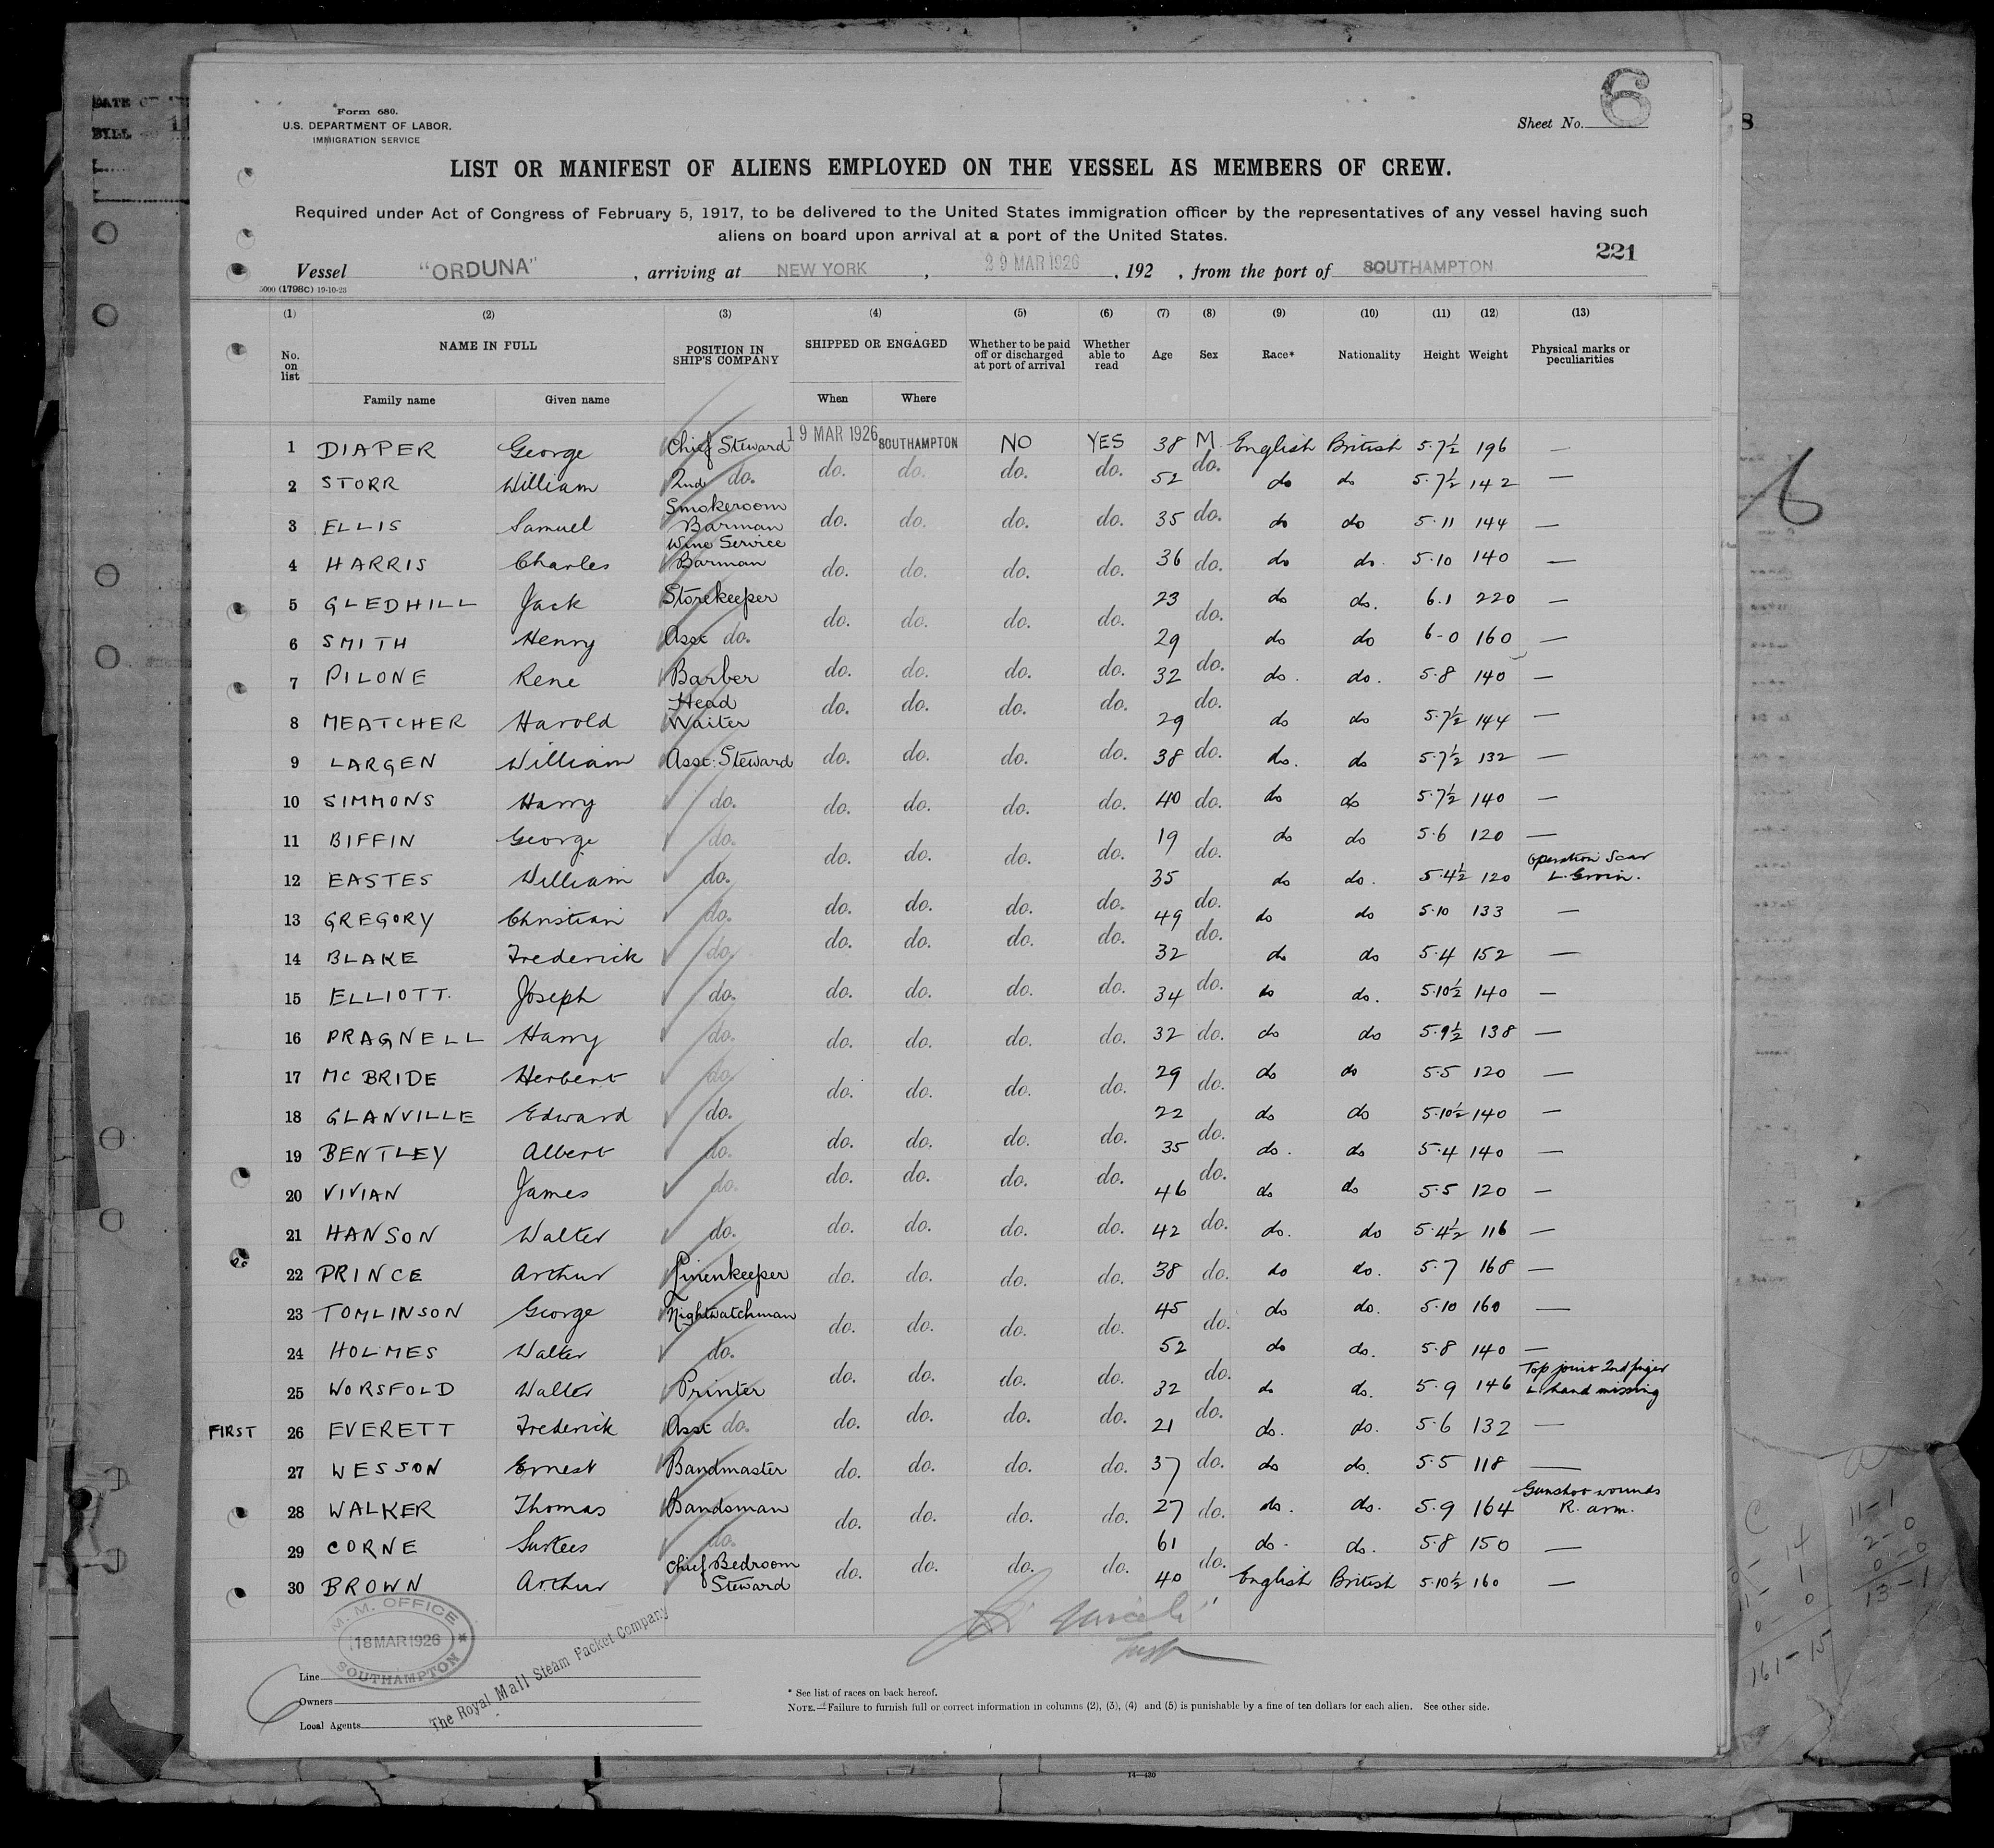 Form 680.
U.S. DEPARTMENT OF LABOR.
IMMIGRATION SERVICE
Sheet No. 6
LIST OR MANIFEST OF ALIENS EMPLOYED ON THE VESSEL AS MEMBERS OF CREW.
Required under Act of Congress of February 5, 1917, to be delivered to the United States immigration officer by the representatives of any vessel having such
aliens on board upon arrival at a port of the United States.
221
Vessel "ORDUNA", arriving at NEW YORK, 29 MAR 1926, 192 , from the port of SOUTHAMPTON.
5000 (1798c) 19-10-23
(1) (2) (3) (4) (5) (6) (7) (8) (9) (10) (11) (12) (13)
No. on list NAME IN FULL POSITION IN SHIP'S COMPANY SHIPPED OR ENGAGED Whether to be paid off or discharged at port of arrival Whether able to read Age Sex Race* Nationality Height Weight Physical marks or peculiarities
Family name Given name When Where
1 DIAPER George Chief Steward 19 MAR 1926 SOUTHAMPTON NO YES 38 M English British 5.7½ 196 —
2 STORR William 2nd do. do. do. do. do. 52 do. do do 5.7½ 142 —
3 ELLIS Samuel Smokeroom Barman do. do. do. do. 35 do. do do 5.11 144 —
4 HARRIS Charles Wine Service Barman do. do. do. do. 36 do. do do. 5.10 140 —
5 GLEDHILL Jack Storekeeper do. do. do. do. 23 do. do do. 6.1 220 —
6 SMITH Henry Asst do. 29 do do 6-0 160 —
7 PILONE Rene Barber do. do. do. do. 32 do. do. do. 5.8 140 —
8 MEATCHER Harold Head Waiter do. do. do. do. 29 do. do do 5.7½ 144 —
9 LARGEN William Asst: Steward do. do. do. do. 38 do. do. do 5.7½ 132 —
10 SIMMONS Harry do. do. do. do. do. 40 do. do do 5.7½ 140 —
11 BIFFIN George do. do. do. do. do. 19 do. do do 5.6 120 —
12 EASTES William do. 35 do do. 5.4½ 120 Operation Scar L. Groin.
13 GREGORY Christian do. do. do. do. do. 49 do. do do 5.10 133 —
14 BLAKE Frederick do. do. do. do. do. 32 do. do do 5.4 152 —
15 ELLIOTT. Joseph do. do. do. do. do. 34 do. do do. 5.10½ 140 —
16 PRAGNELL Harry do. do. do. do. do. 32 do. do do 5.9½ 138 —
17 MC BRIDE Herbert do. do. do. do. do. 29 do. do do 5.5 120 —
18 GLANVILLE Edward do. 22 do do 5.10½ 140 —
19 BENTLEY Albert do. do. do. do. do. 35 do. do. do 5.4 140 —
20 VIVIAN James do. do. do. do. do. 46 do. do do 5.5 120 —
21 HANSON Walter do. do. do. do. do. 42 do. do. do 5.4½ 116 —
22 PRINCE Arthur Linenkeeper do. do. do. do. 38 do. do do. 5.7 168 —
23 TOMLINSON George Nightwatchman do. do. do. do. 45 do. do do. 5.10 160 —
24 HOLMES Walter do. 52 do do. 5.8 140 —
25 WORSFOLD Walter Printer do. do. do. do. 32 do. do do. 5.9 146 Top joint 2nd finger L. hand missing
FIRST 26 EVERETT Frederick Asst do. do. do. do. do. 21 do. do. do. 5.6 132 —
27 WESSON Ernest Bandmaster do. do. do. do. 37 do. do do. 5.5 118 —
28 WALKER Thomas Bandsman do. do. do. do. 27 do. do. do. 5.9 164 Gunshot wounds R. arm.
29 CORNE Surtees do. 61 do. do. 5.8 150 —
30 BROWN Arthur Chief Bedroom Steward do. do. do. do. 40 do. English British 5.10½ 160 —
M. M. OFFICE
18 MAR 1926
SOUTHAMPTON
Line
Owners
Local Agents
The Royal Mail Steam Packet Company
* See list of races on back hereof.
NOTE.—Failure to furnish full or correct information in columns (2), (3), (4) and (5) is punishable by a fine of ten dollars for each alien. See other side.